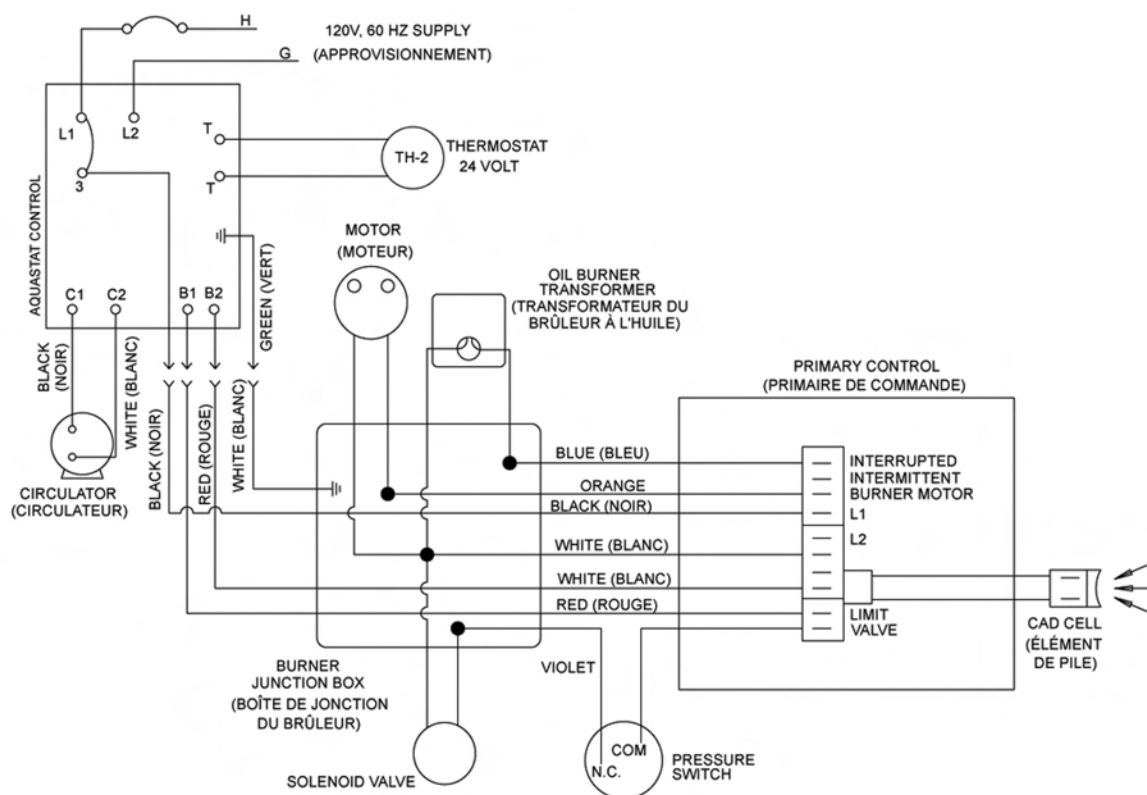 H
120V, 60 HZ SUPPLY
(APPROVISIONNEMENT)
G
L1
L2
T
T
3
TH-2
THERMOSTAT
24 VOLT
AQUASTAT CONTROL
C1
C2
B1
B2
GREEN (VERT)
MOTOR
(MOTEUR)
OIL BURNER
TRANSFORMER
(TRANSFORMATEUR DU
BRÛLEUR À L'HUILE)
BLACK
(NOIR)
WHITE (BLANC)
BLACK (NOIR)
RED (ROUGE)
WHITE (BLANC)
CIRCULATOR
(CIRCULATEUR)
PRIMARY CONTROL
(PRIMAIRE DE COMMANDE)
BLUE (BLEU)
ORANGE
BLACK (NOIR)
WHITE (BLANC)
WHITE (BLANC)
RED (ROUGE)
INTERRUPTED
INTERMITTENT
BURNER MOTOR
L1
L2
LIMIT
VALVE
CAD CELL
(ÉLÉMENT
DE PILE)
BURNER
JUNCTION BOX
(BOÎTE DE JONCTION
DU BRÛLEUR)
VIOLET
SOLENOID VALVE
COM
N.C.
PRESSURE
SWITCH